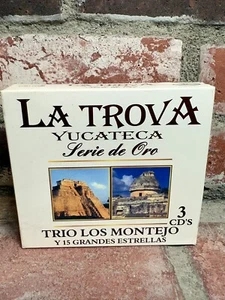 LA TROVA
YUCATECA
Serie de Oro
3
CD'S
TRIO LOS MONTEJO
Y 15 GRANDES ESTRELLAS